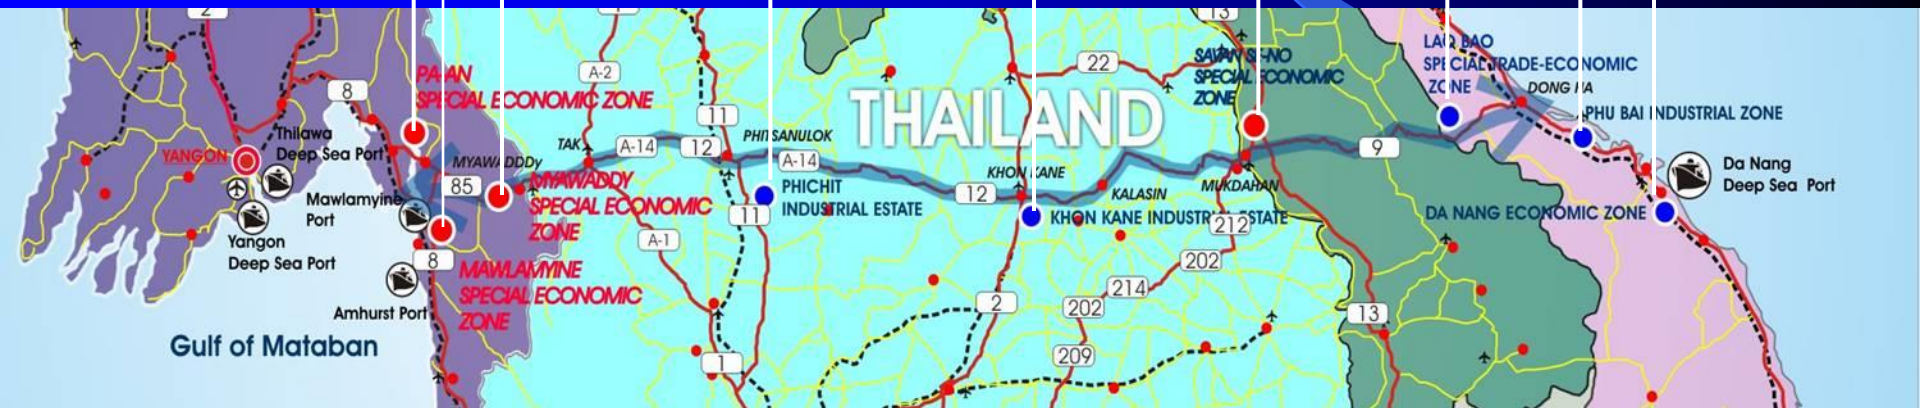 2
13
A-2
22
SAVAN SE-NO
SPECIAL ECONOMIC
ZONE
LAO BAO
SPECIAL TRADE-ECONOMIC
ZONE
DONG HA
PA-AN
SPECIAL ECONOMIC ZONE
8
11
THAILAND
PHU BAI INDUSTRIAL ZONE
Thilawa
Deep Sea Port
YANGON
TAK
A-14
12
PHITSANULOK
A-14
9
MYAWADDDy
85
MYAWADDY
SPECIAL ECONOMIC
ZONE
PHICHIT
INDUSTRIAL ESTATE
11
12
KHON KANE
KALASIN
MUKDAHAN
Da Nang
Deep Sea Port
Mawlamyine
Port
KHON KANE INDUSTRIAL ESTATE
212
DA NANG ECONOMIC ZONE
Yangon
Deep Sea Port
8
A-1
202
MAWLAMYINE
SPECIAL ECONOMIC
ZONE
214
2
202
13
Amhurst Port
Gulf of Mataban
1
209